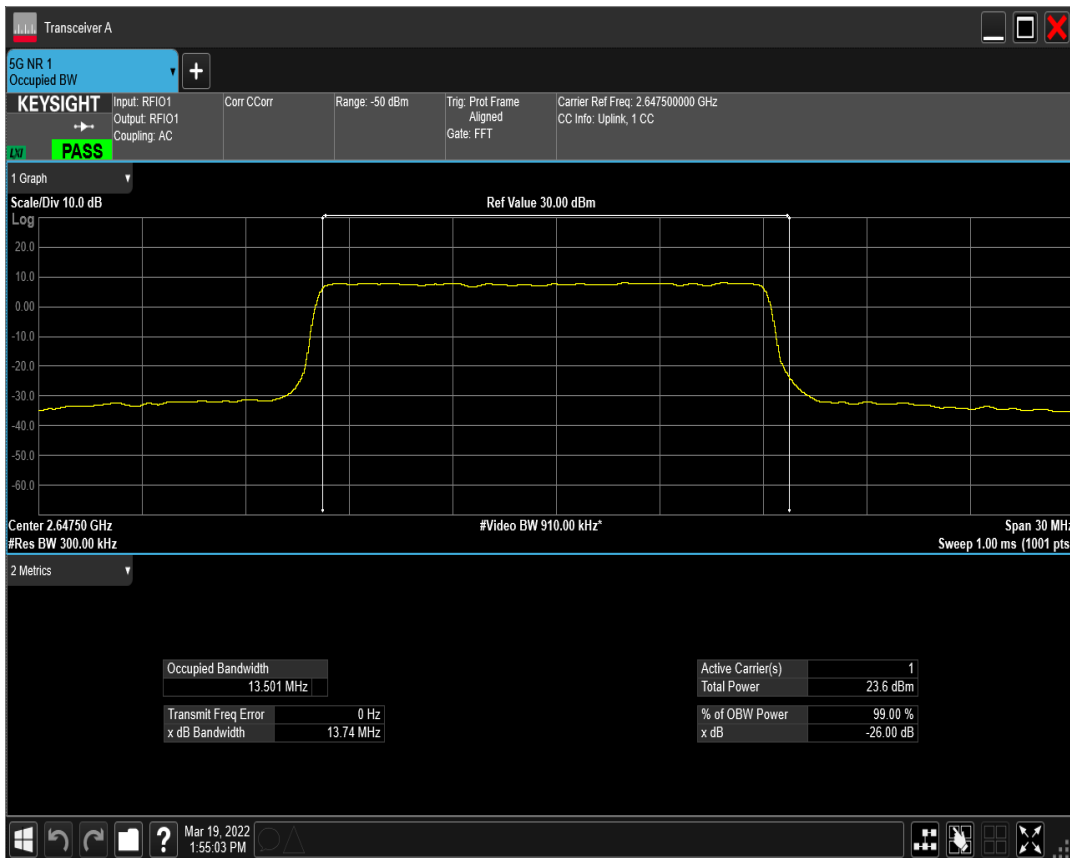 Transceiver A
5G NR 1
Occupied BW
+
KEYSIGHT
LXI
PASS
Input: RFIO1
Output: RFIO1
Coupling: AC
Corr CCorr
Range: -50 dBm
Trig: Prot Frame
Aligned
Gate: FFT
Carrier Ref Freq: 2.647500000 GHz
CC Info: Uplink, 1 CC
1 Graph
Scale/Div 10.0 dB
Ref Value 30.00 dBm
Log
20.0
10.0
0.00
-10.0
-20.0
-30.0
-40.0
-50.0
-60.0
Center 2.64750 GHz
#Video BW 910.00 kHz*
Span 30 MHz
#Res BW 300.00 kHz
Sweep 1.00 ms (1001 pts
2 Metrics
Occupied Bandwidth
13.501 MHz
Transmit Freq Error 0 Hz
x dB Bandwidth 13.74 MHz
Active Carrier(s) 1
Total Power 23.6 dBm
% of OBW Power 99.00 %
x dB -26.00 dB
?
Mar 19, 2022
1:55:03 PM